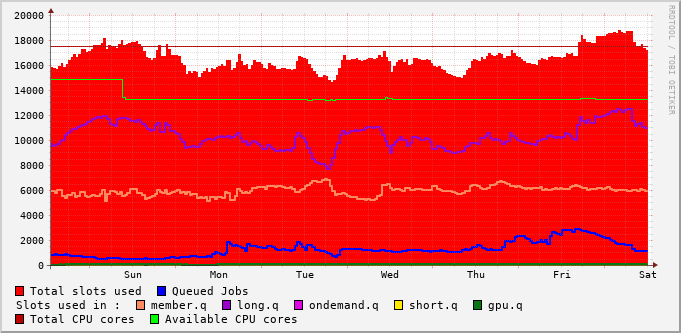 20000
18000
16000
14000
12000
10000
8000
6000
4000
2000
0
Sun Mon Tue Wed Thu Fri Sat
RRDTOOL / TOBI OETIKER
Total slots used Queued Jobs
Slots used in : member.q long.q ondemand.q short.q gpu.q
Total CPU cores
Available CPU cores